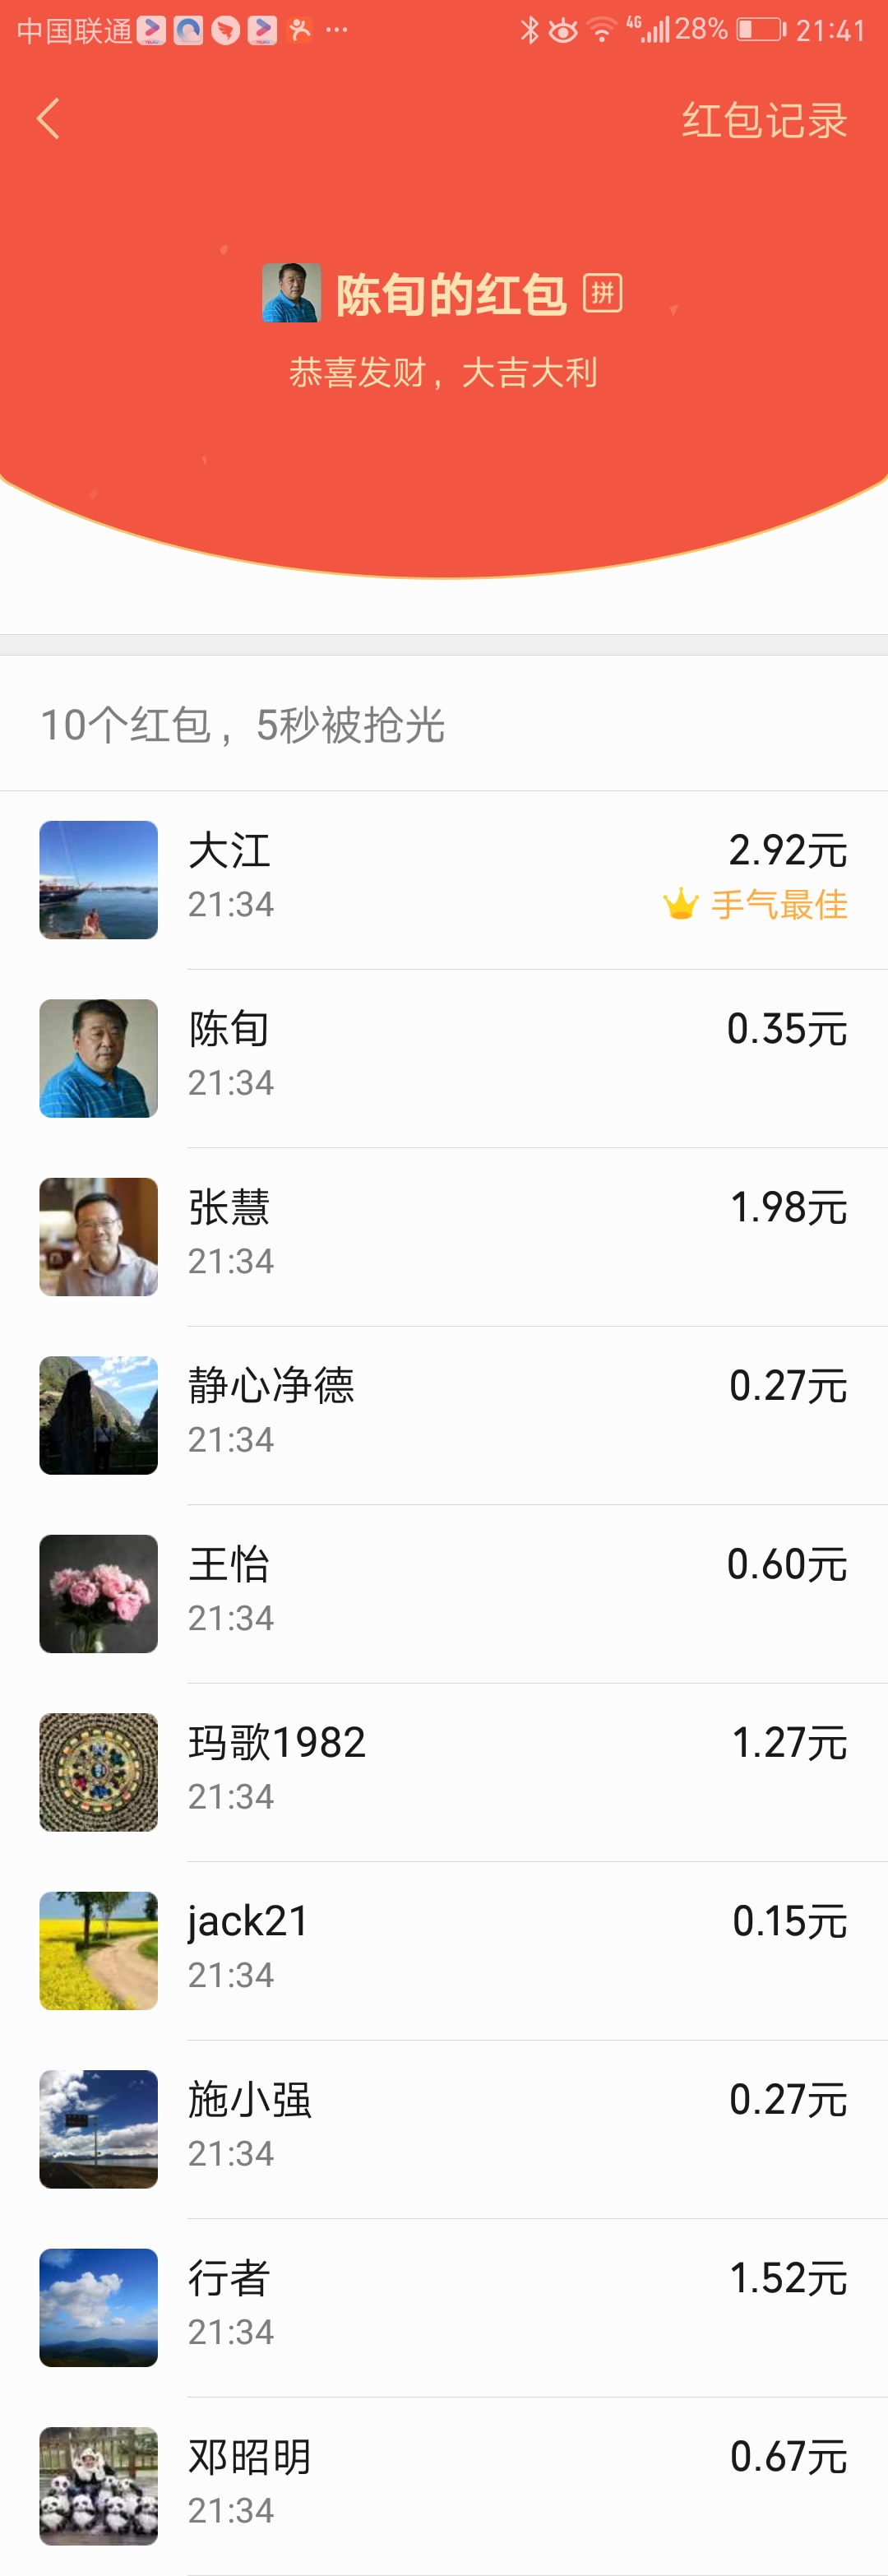 中国联通 ··· 4G 28% 21:41
红包记录
陈旬的红包 拼
恭喜发财，大吉大利
10个红包，5秒被抢光
大江 2.92元
21:34 手气最佳
陈旬 0.35元
21:34
张慧 1.98元
21:34
静心净德 0.27元
21:34
王怡 0.60元
21:34
玛歌1982 1.27元
21:34
jack21 0.15元
21:34
施小强 0.27元
21:34
行者 1.52元
21:34
邓昭明 0.67元
21:34